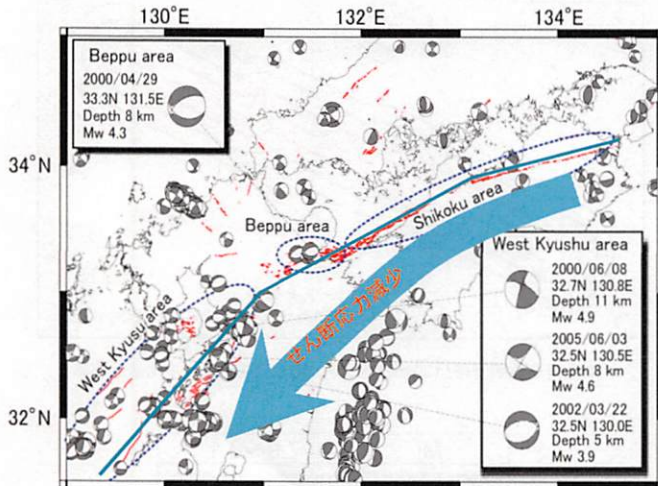 130°E
132°E
134°E
Beppu area
2000/04/29
33.3N 131.5E
Depth 8 km
Mw 4.3
34°N
Beppu area
Shikoku area
West Kyusu area
せん断応力減少
West Kyushu area
2000/06/08
32.7N 130.8E
Depth 11 km
Mw 4.9
2005/06/03
32.5N 130.5E
Depth 8 km
Mw 4.6
2002/03/22
32.5N 130.0E
Depth 5 km
Mw 3.9
32°N